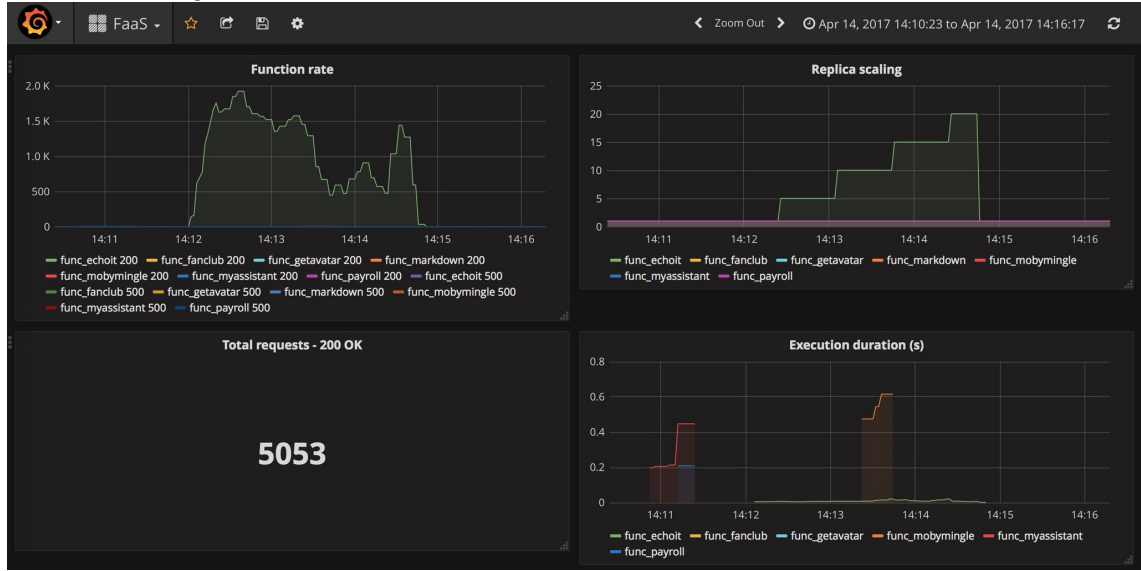 FaaS
Zoom Out
Apr 14, 2017 14:10:23 to Apr 14, 2017 14:16:17
Function rate
2.0 K
1.5 K
1.0 K
500
0
14:11 14:12 14:13 14:14 14:15 14:16
func_echoit 200 func_fanclub 200 func_getavatar 200 func_markdown 200
func_mobymingle 200 func_myassistant 200 func_payroll 200 func_echoit 500
func_fanclub 500 func_getavatar 500 func_markdown 500 func_mobymingle 500
func_myassistant 500 func_payroll 500
Replica scaling
25
20
15
10
5
0
14:11 14:12 14:13 14:14 14:15 14:16
func_echoit func_fanclub func_getavatar func_markdown func_mobymingle
func_myassistant func_payroll
Total requests - 200 OK
5053
Execution duration (s)
0.8
0.6
0.4
0.2
0
14:11 14:12 14:13 14:14 14:15 14:16
func_echoit func_fanclub func_getavatar func_mobymingle func_myassistant
func_payroll